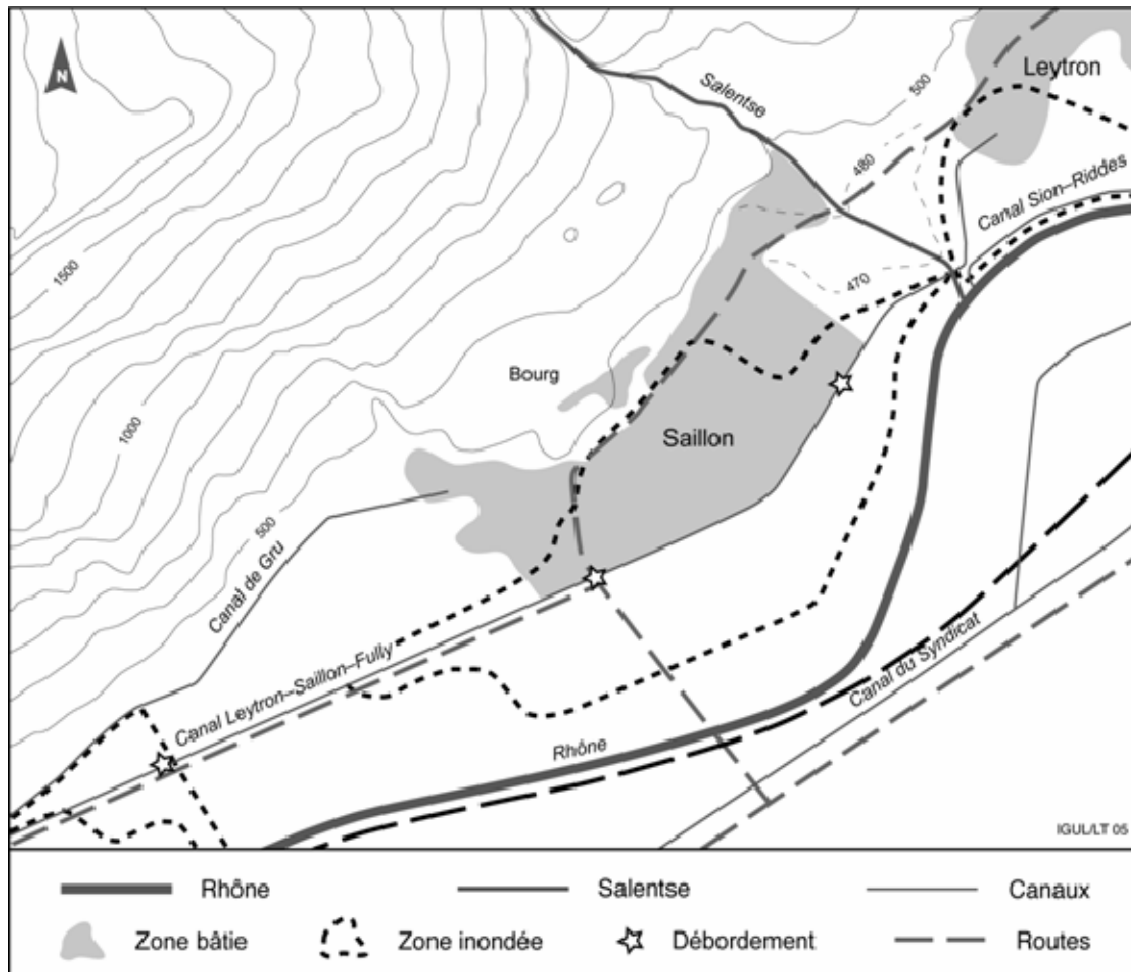 N
Leytron
Salentse
500
480
Canal Sion–Riddes
1500
470
Bourg
Saillon
1000
500
Canal de Gru
Canal Leytron–Saillon–Fully
Canal du Syndicat
Rhône
IGUL/LT 05
Rhône
Salentse
Canaux
Zone bâtie
Zone inondée
Débordement
Routes